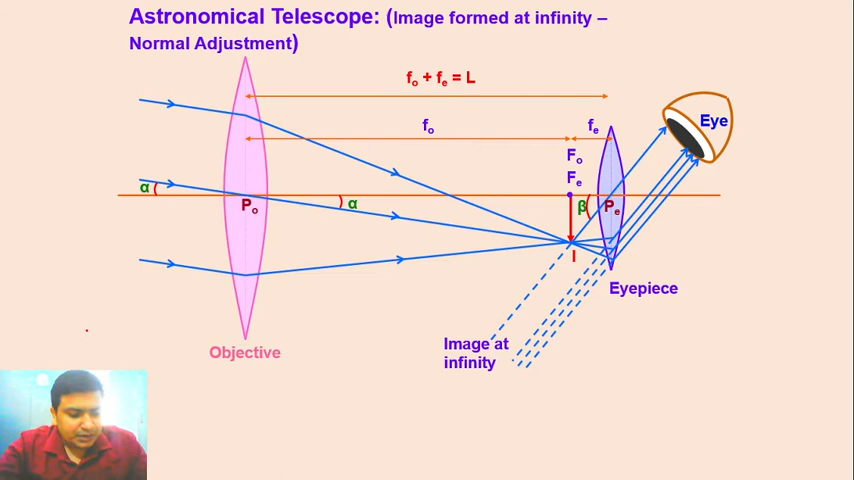 Astronomical Telescope: (Image formed at infinity –
Normal Adjustment)
fo + fe = L
fo
fe
Eye
Fo
Fe
α
Po
α
β
Pe
I
Eyepiece
Image at
infinity
Objective